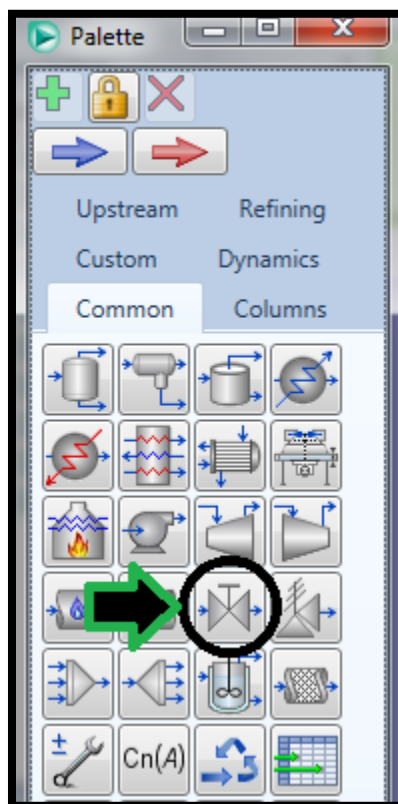 Palette
Upstream Refining
Custom Dynamics
Common Columns
Cn(A)